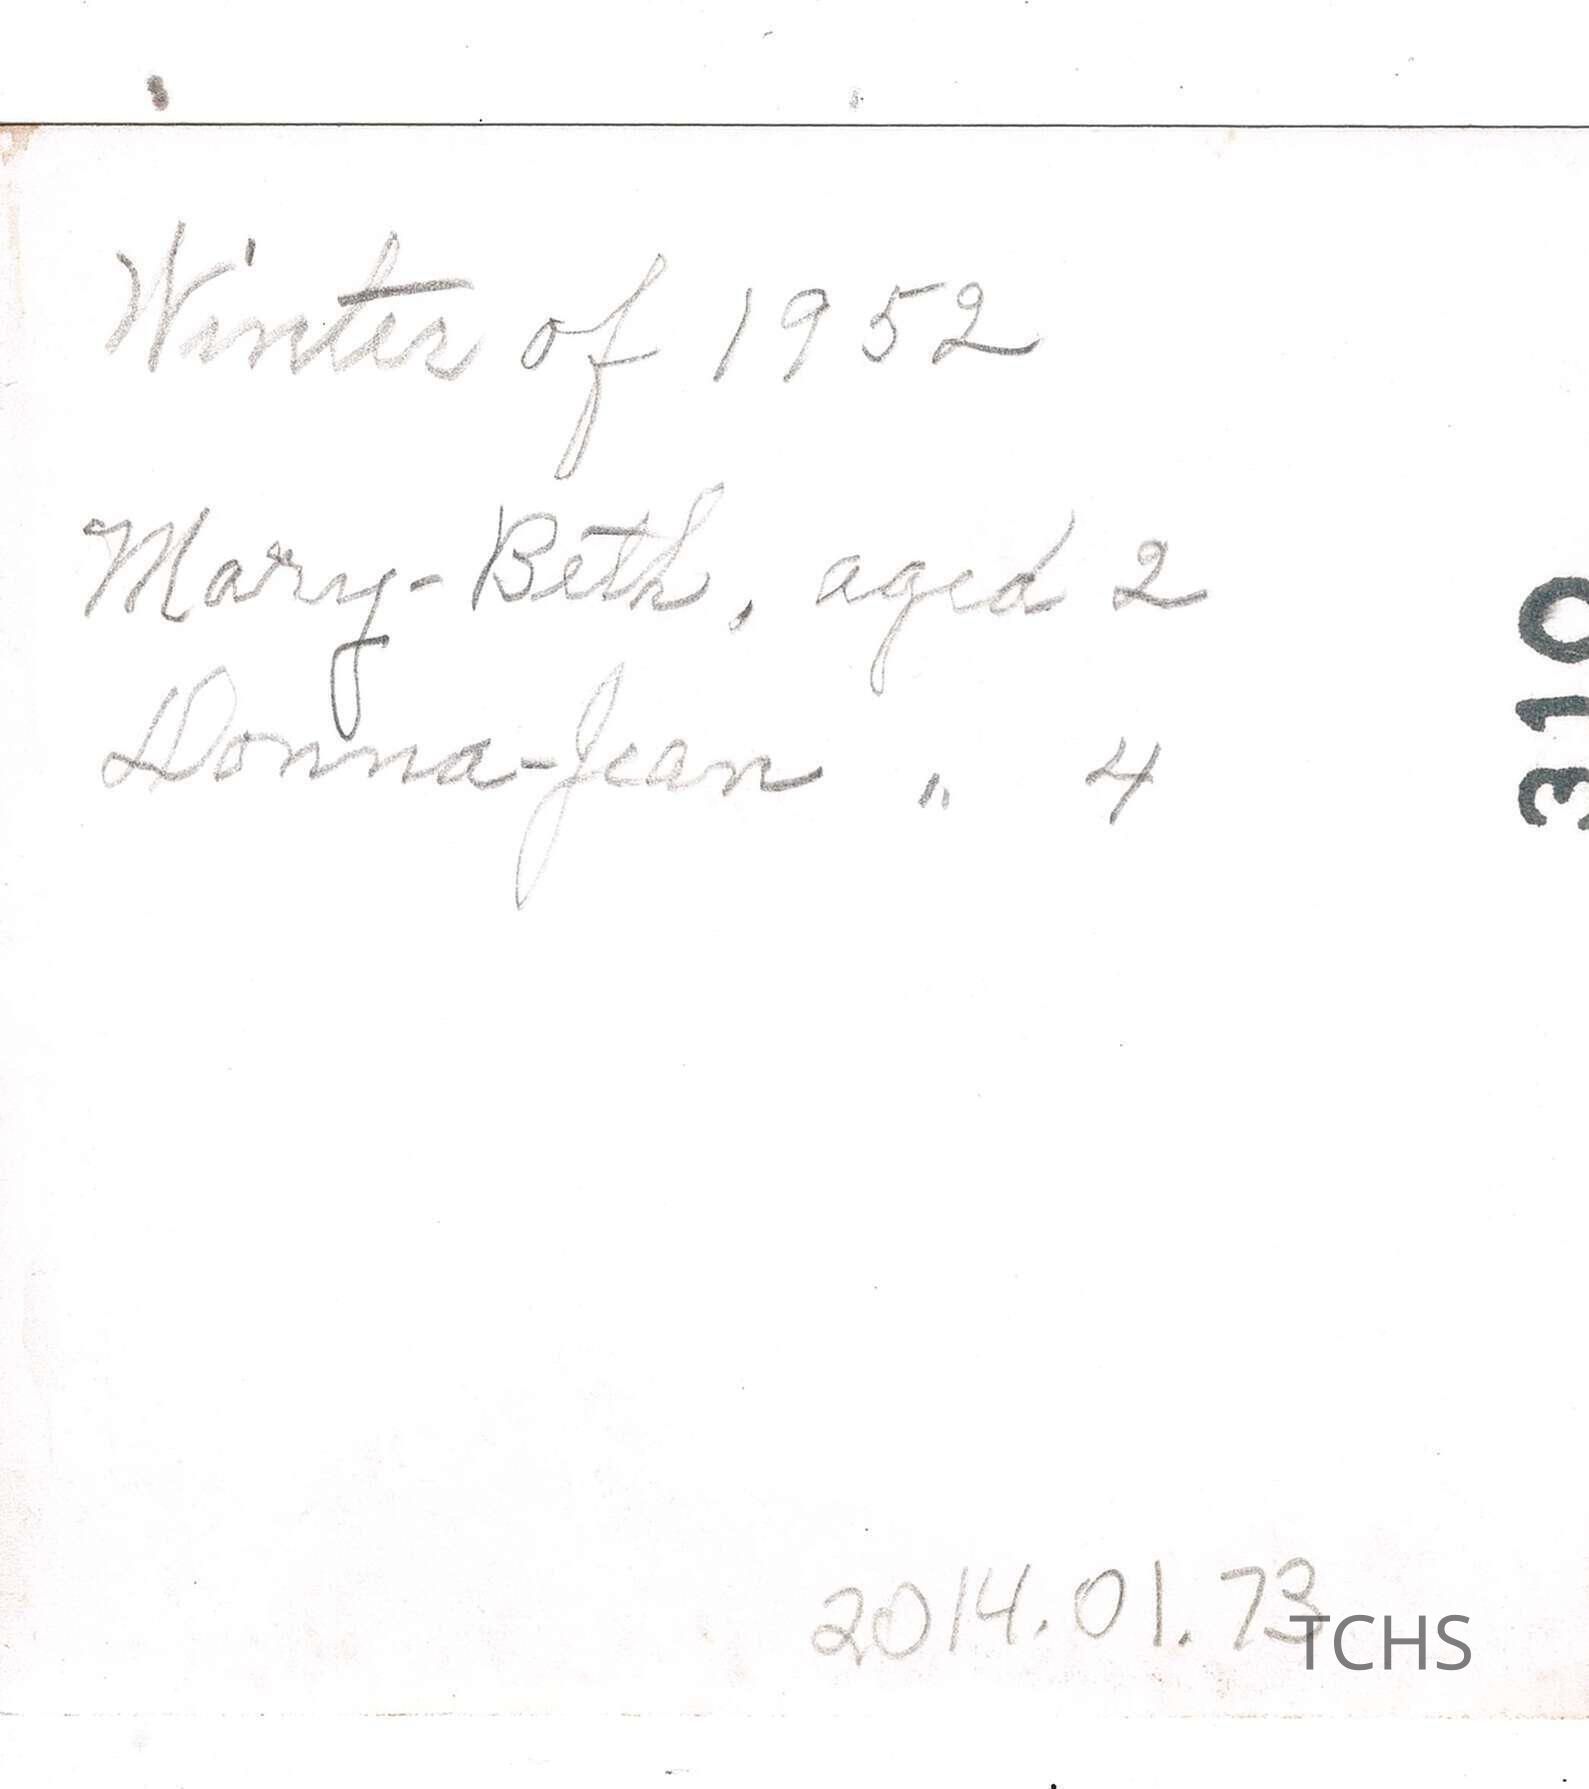 Winter of 1952
Mary-Beth, aged 2
Donna-Jean " 4
310
2014.01.73
TCHS